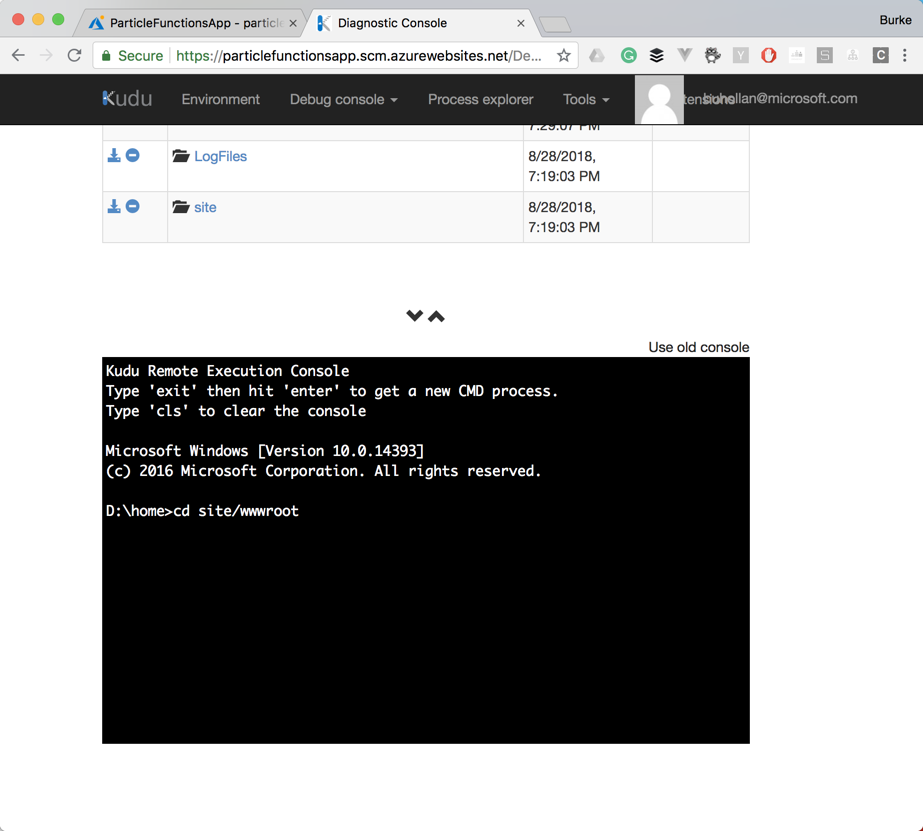 ParticleFunctionsApp - particle
Diagnostic Console
Burke
Secure https://particlefunctionsapp.scm.azurewebsites.net/De...
Kudu Environment Debug console Process explorer Tools buhollan@microsoft.com
7:29:07 PM
LogFiles 8/28/2018,
7:19:03 PM
site 8/28/2018,
7:19:03 PM
Use old console
Kudu Remote Execution Console
Type 'exit' then hit 'enter' to get a new CMD process.
Type 'cls' to clear the console
Microsoft Windows [Version 10.0.14393]
(c) 2016 Microsoft Corporation. All rights reserved.
D:\home>cd site/wwwroot